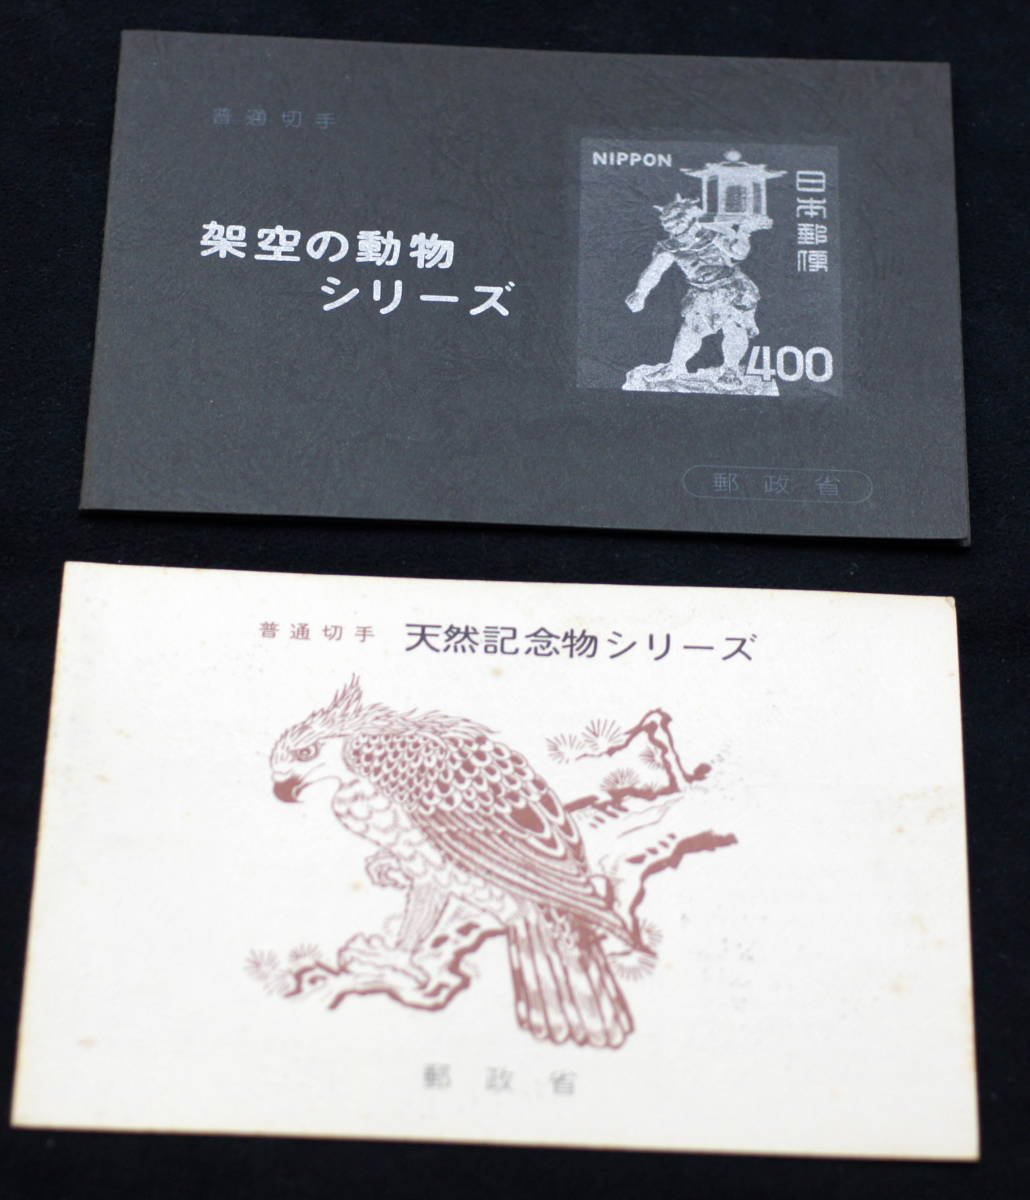 普通切手
架空の動物
シリーズ
NIPPON
日本郵便
400
郵政省
普通切手 天然記念物シリーズ
郵政省